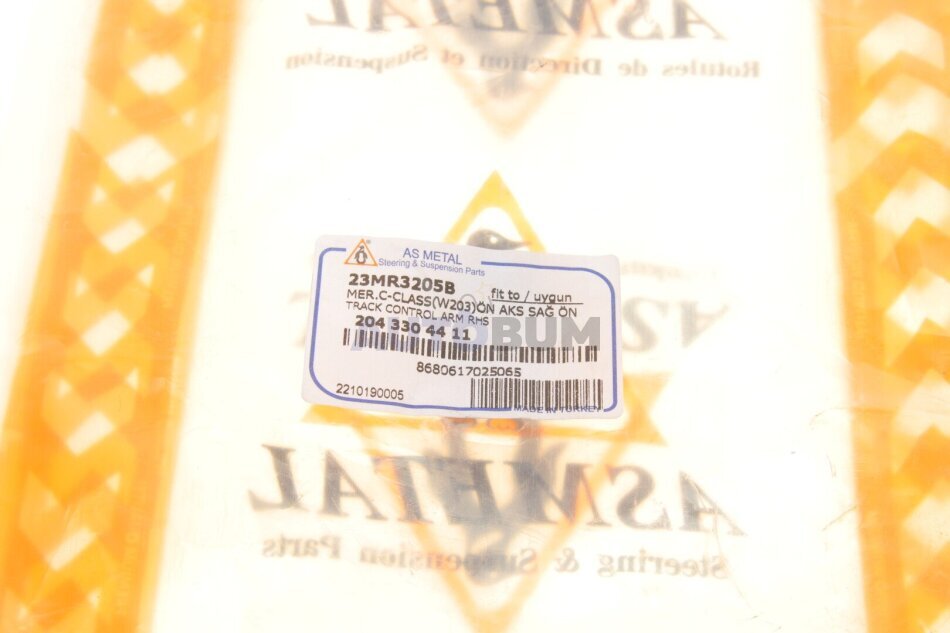 ASMETAL
Rotules de Direction et Suspension
AS METAL
Steering & Suspension Parts
23MR3205B
fit to / uygun
MER.C-CLASS(W203)ÖN AKS SAĞ ÖN
TRACK CONTROL ARM RHS
204 330 44 11
BUM
8680617025065
2210190005
MADE IN TURKEY
ASMETAL
ASMETAL
Steering & Suspension Parts